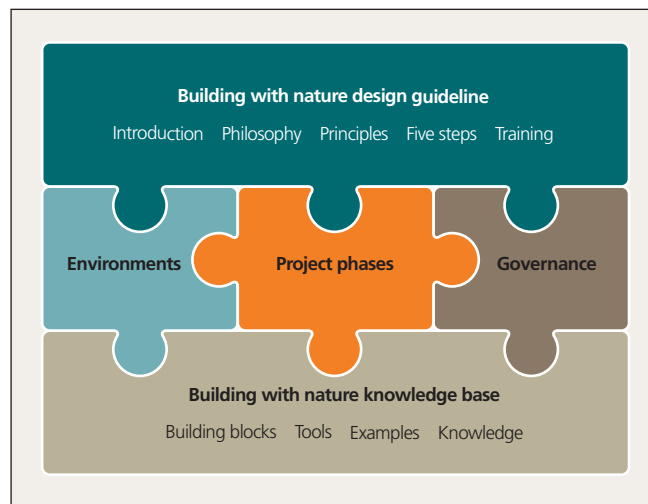 Building with nature design guideline
Introduction Philosophy Principles Five steps Training
Environments Project phases Governance
Building with nature knowledge base
Building blocks Tools Examples Knowledge